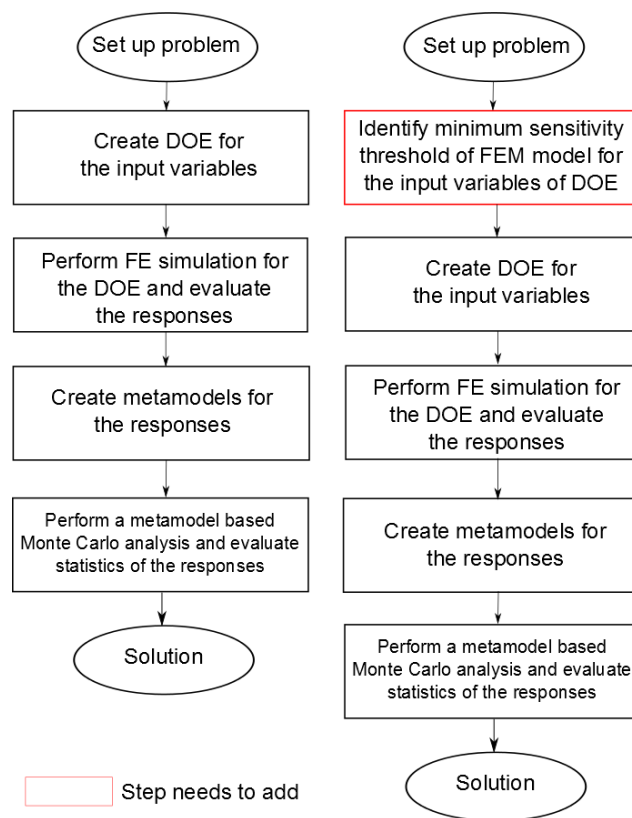 Set up problem
Create DOE for
the input variables
Perform FE simulation for
the DOE and evaluate
the responses
Create metamodels for
the responses
Perform a metamodel based
Monte Carlo analysis and evaluate
statistics of the responses
Solution
Step needs to add
Set up problem
Identify minimum sensitivity
threshold of FEM model for
the input variables of DOE
Create DOE for
the input variables
Perform FE simulation for
the DOE and evaluate
the responses
Create metamodels for
the responses
Perform a metamodel based
Monte Carlo analysis and evaluate
statistics of the responses
Solution